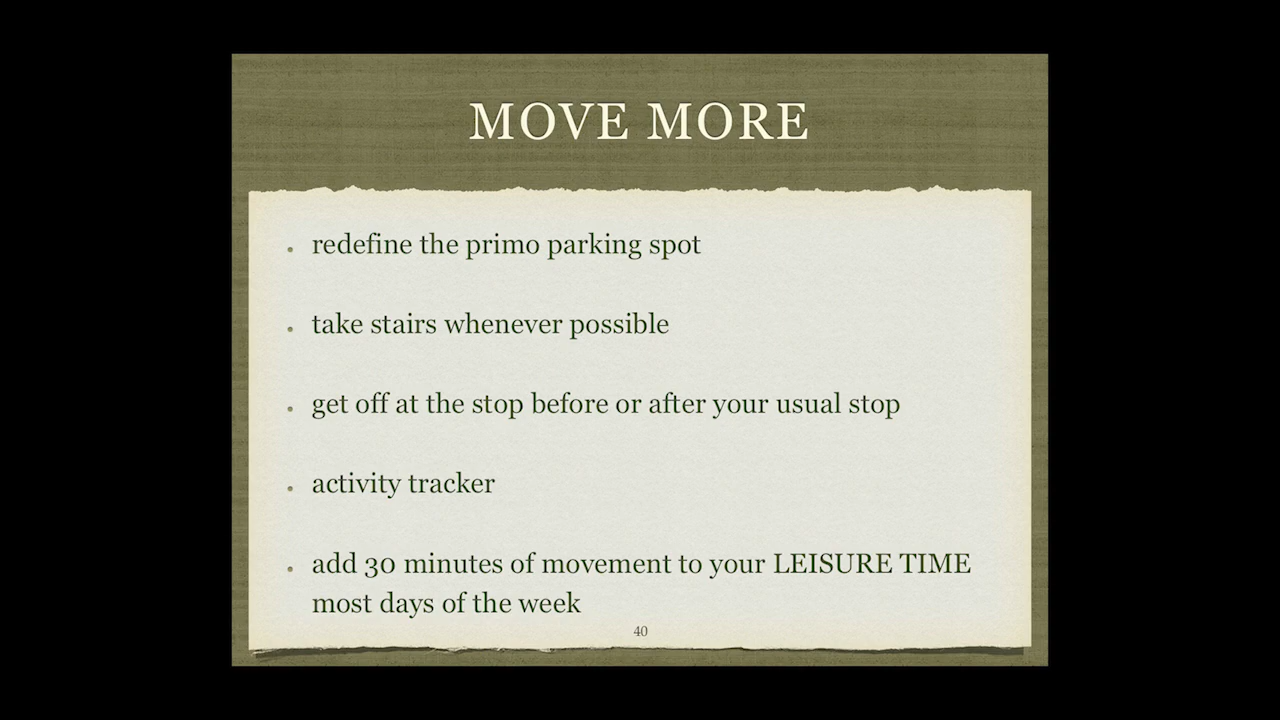 MOVE MORE
redefine the primo parking spot
take stairs whenever possible
get off at the stop before or after your usual stop
activity tracker
add 30 minutes of movement to your LEISURE TIME
most days of the week
40